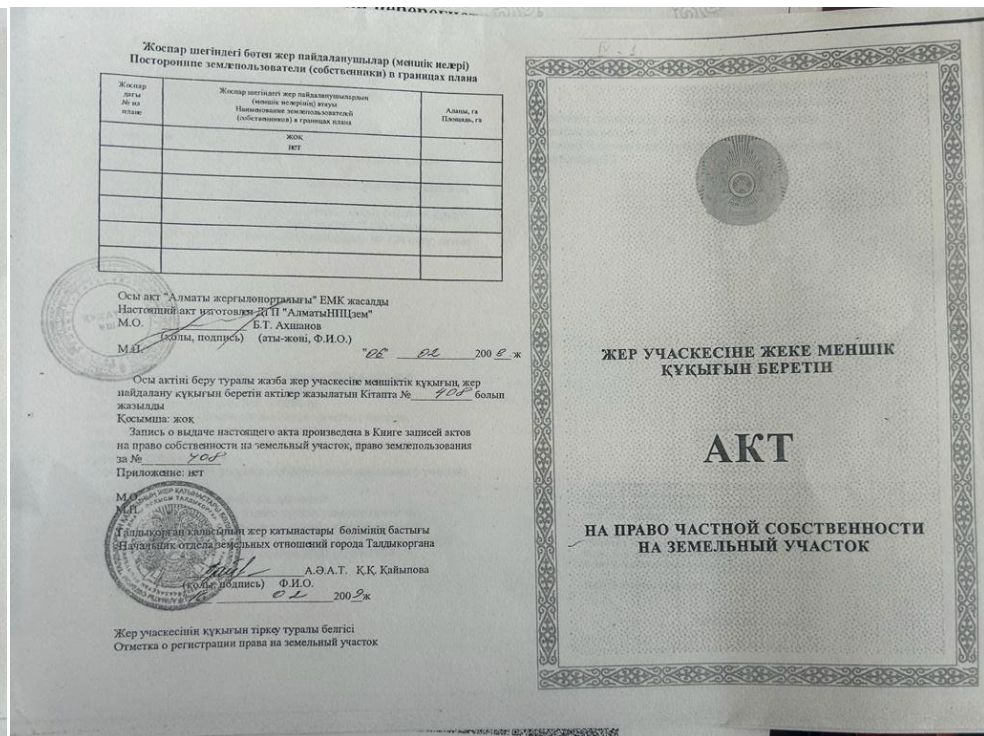 Жоспар шегіндегі бөтен жер пайдаланушылар (меншік иелері)
Посторонние землепользователи (собственники) в границах плана
Жоспар
дағы
№ на
плане
Жоспар шегіндегі жер пайдаланушылардың
(меншік иелерінің) атауы
Наименование землепользователей
(собственников) в границах плана
Аланы, га
Площадь, га
жоқ
нет
Осы акт "Алматы жерғылөнорталығы" ЕМК жасалды
Настоящий акт изготовлен ДГП "АлматыНПЦзем"
М.О. Б.Т. Ахшанов
М.П. (қолы, подпись) (аты-жөні, Ф.И.О.)
"06" 02 200 ж
Осы актіні беру туралы жазба жер учаскесіне меншіктік құқығын, жер
пайдалану құқығын беретін актілер жазылатын Кітапта № 408 болып
жазылды
Қосымша: жоқ
Запись о выдаче настоящего акта произведена в Книге записей актов
на право собственности на земельный участок, право землепользования
за № 408
Приложение: нет
М.О.
М.П.
Талдықорған қаласының жер катынастары бөлімінің бастығы
Начальник отдела земельных отношений города Талдыкоргана
А.Ә.А.Т. Қ.Қ. Қайыпова
(қолы, подпись) Ф.И.О.
02 2009ж
Жер учаскесінің құқығын тіркеу туралы белгісі
Отметка о регистрации права на земельный участок
ЖЕР УЧАСКЕСІНЕ ЖЕКЕ МЕНШІК
ҚҰҚЫҒЫН БЕРЕТІН
АКТ
НА ПРАВО ЧАСТНОЙ СОБСТВЕННОСТИ
НА ЗЕМЕЛЬНЫЙ УЧАСТОК